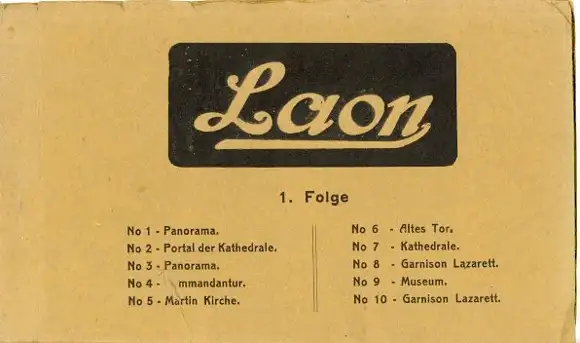 Laon
1. Folge
No 1 - Panorama.
No 2 - Portal der Kathedrale.
No 3 - Panorama.
No 4 - mmandantur.
No 5 - Martin Kirche.
No 6 - Altes Tor.
No 7 - Kathedrale.
No 8 - Garnison Lazarett.
No 9 - Museum.
No 10 - Garnison Lazarett.